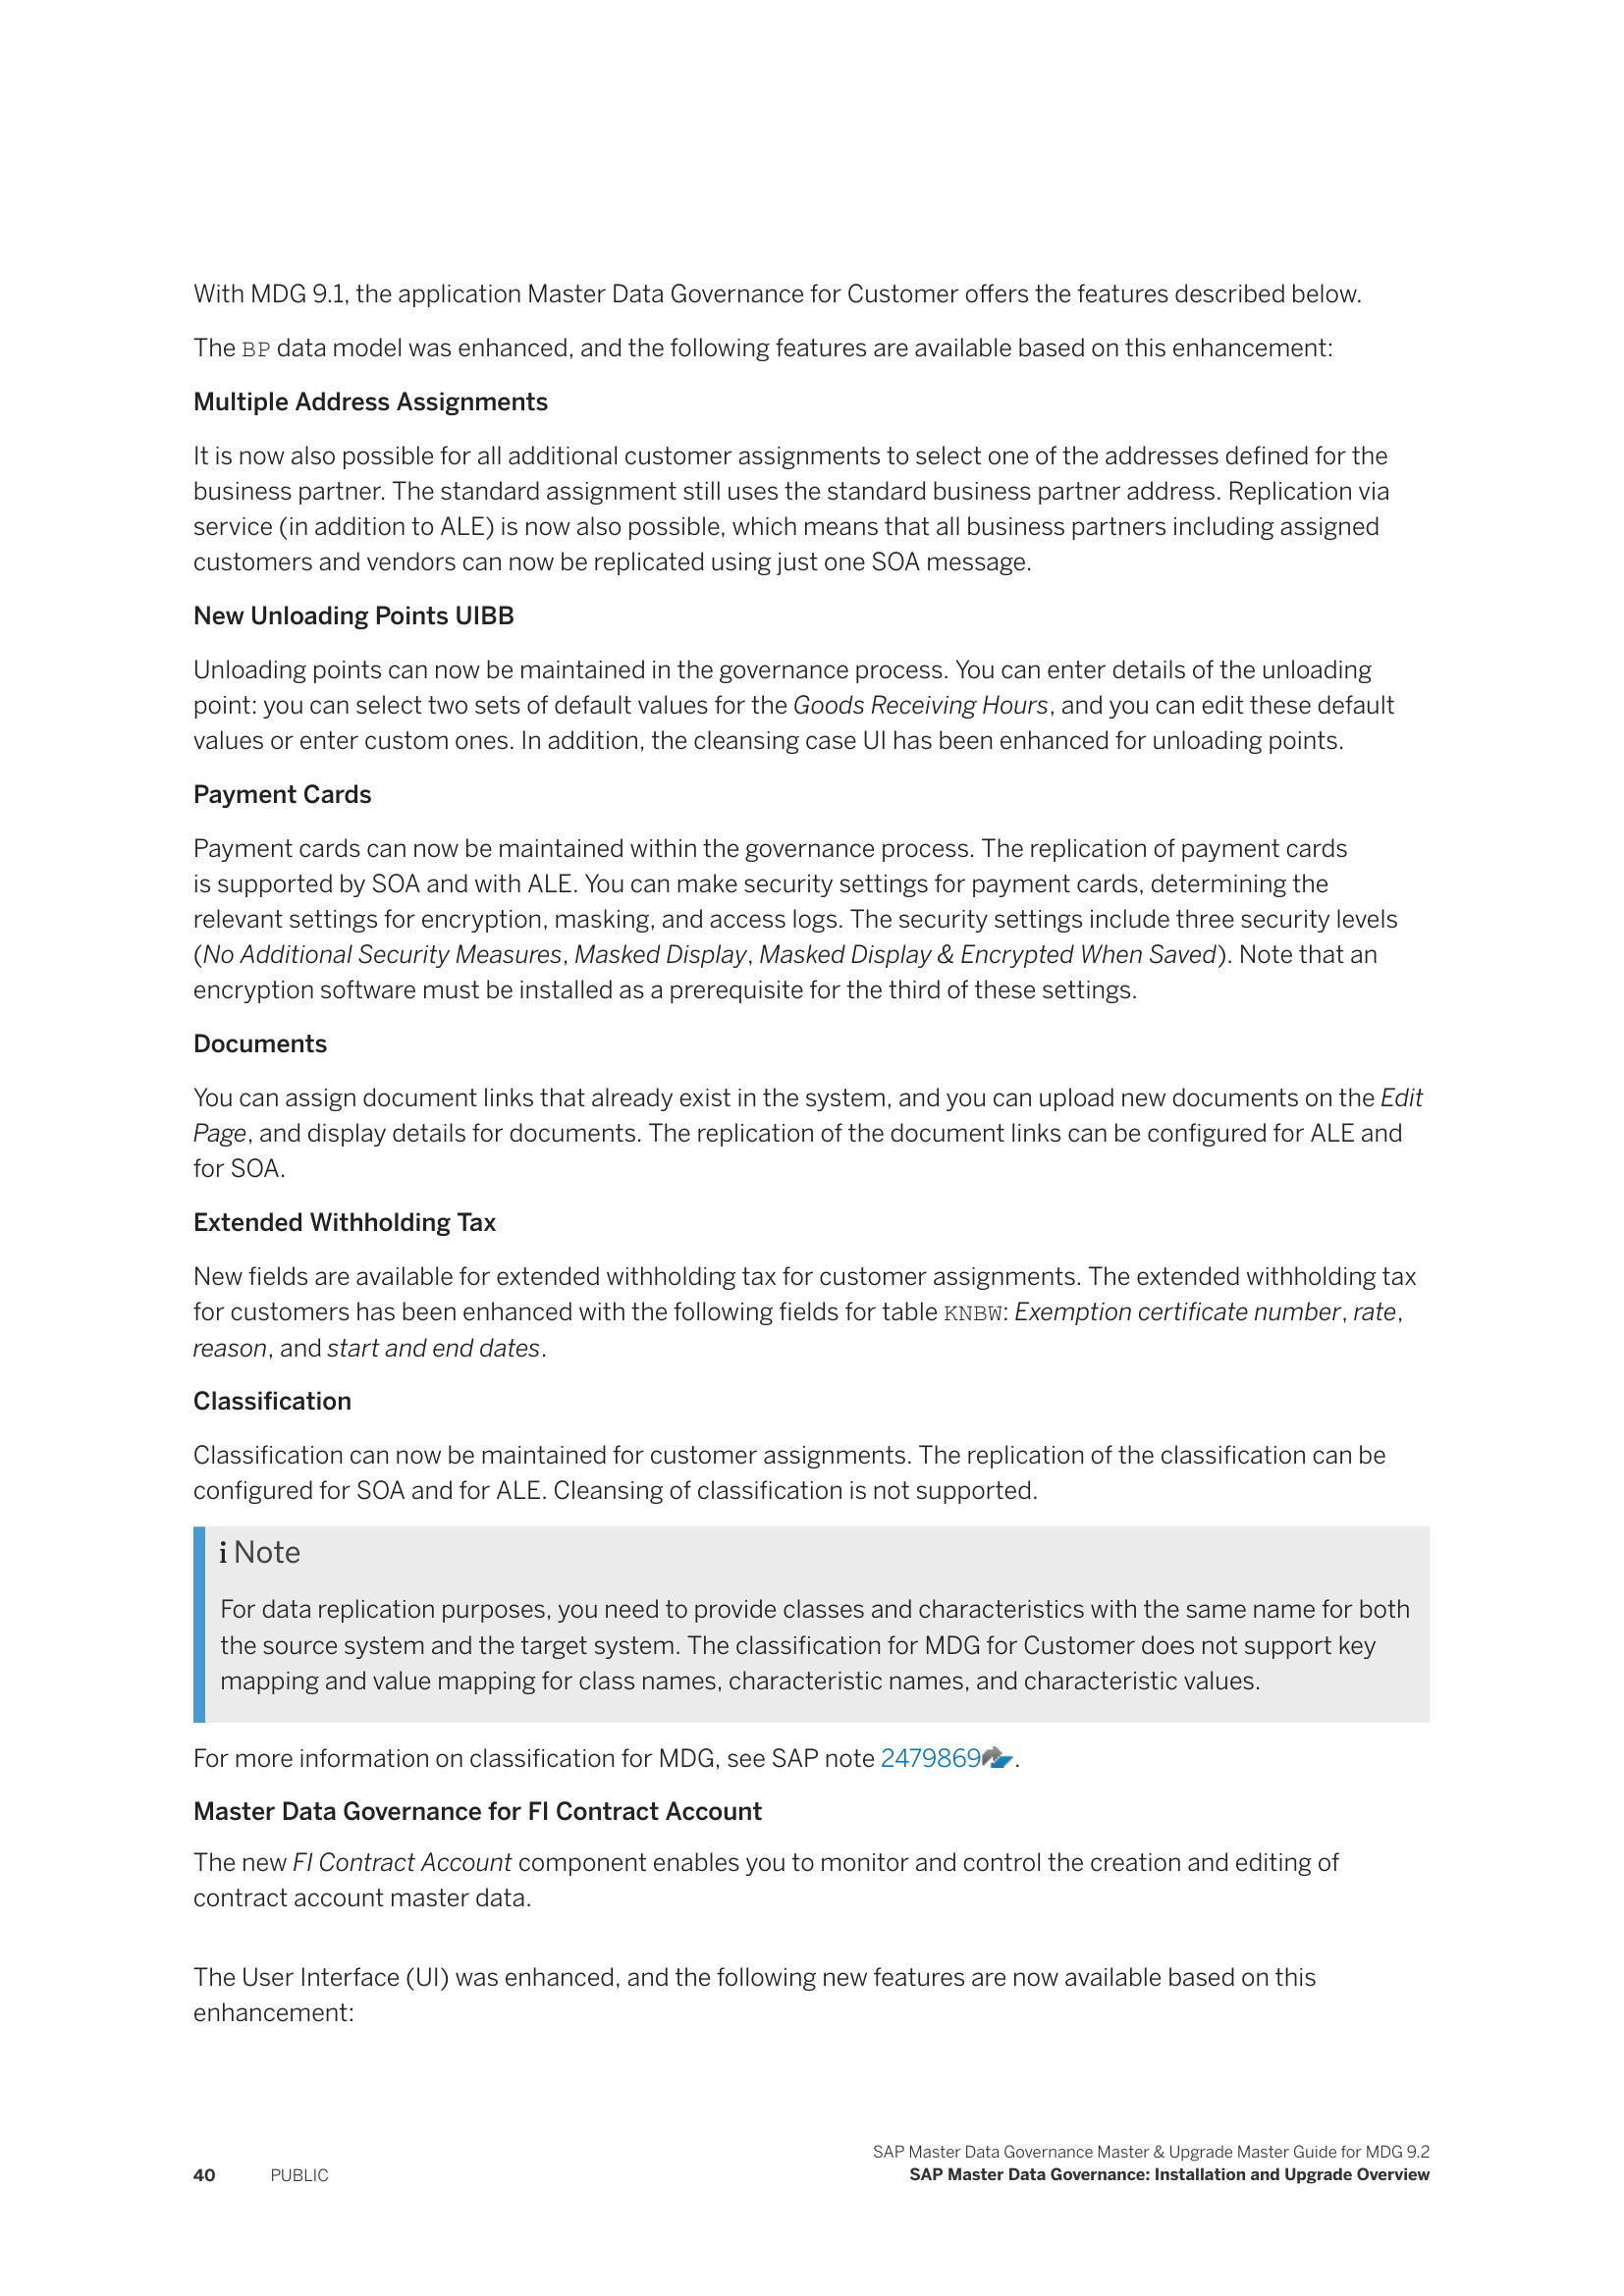 With MDG 9.1, the application Master Data Governance for Customer offers the features described below.
The BP data model was enhanced, and the following features are available based on this enhancement:
Multiple Address Assignments
It is now also possible for all additional customer assignments to select one of the addresses defined for the
business partner. The standard assignment still uses the standard business partner address. Replication via
service (in addition to ALE) is now also possible, which means that all business partners including assigned
customers and vendors can now be replicated using just one SOA message.
New Unloading Points UIBB
Unloading points can now be maintained in the governance process. You can enter details of the unloading
point: you can select two sets of default values for the Goods Receiving Hours, and you can edit these default
values or enter custom ones. In addition, the cleansing case UI has been enhanced for unloading points.
Payment Cards
Payment cards can now be maintained within the governance process. The replication of payment cards
is supported by SOA and with ALE. You can make security settings for payment cards, determining the
relevant settings for encryption, masking, and access logs. The security settings include three security levels
(No Additional Security Measures, Masked Display, Masked Display & Encrypted When Saved). Note that an
encryption software must be installed as a prerequisite for the third of these settings.
Documents
You can assign document links that already exist in the system, and you can upload new documents on the Edit
Page, and display details for documents. The replication of the document links can be configured for ALE and
for SOA.
Extended Withholding Tax
New fields are available for extended withholding tax for customer assignments. The extended withholding tax
for customers has been enhanced with the following fields for table KNBW: Exemption certificate number, rate,
reason, and start and end dates.
Classification
Classification can now be maintained for customer assignments. The replication of the classification can be
configured for SOA and for ALE. Cleansing of classification is not supported.
i Note
For data replication purposes, you need to provide classes and characteristics with the same name for both
the source system and the target system. The classification for MDG for Customer does not support key
mapping and value mapping for class names, characteristic names, and characteristic values.
For more information on classification for MDG, see SAP note 2479869.
Master Data Governance for FI Contract Account
The new FI Contract Account component enables you to monitor and control the creation and editing of
contract account master data.
The User Interface (UI) was enhanced, and the following new features are now available based on this
enhancement:
SAP Master Data Governance Master & Upgrade Master Guide for MDG 9.2
40 PUBLIC SAP Master Data Governance: Installation and Upgrade Overview